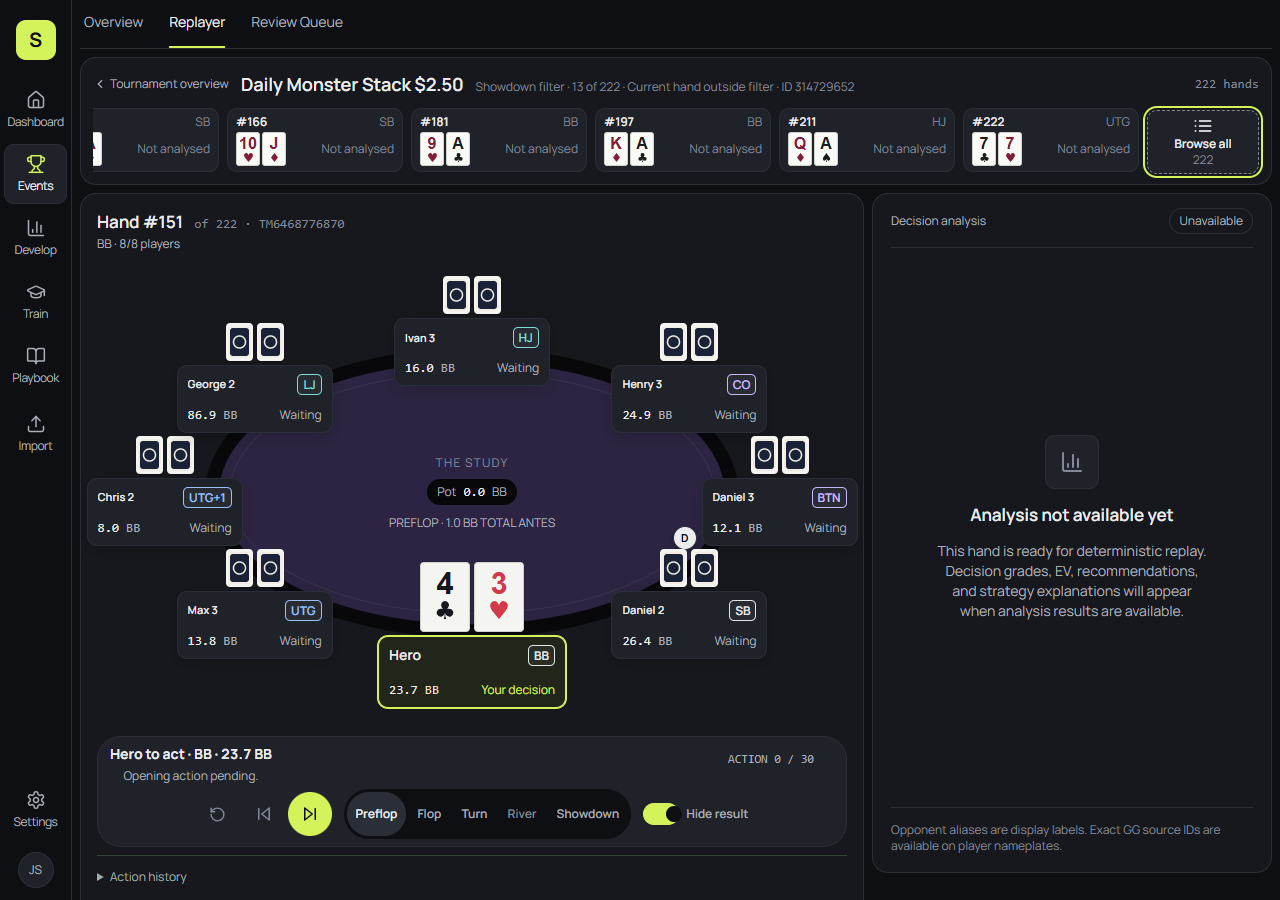 S
Dashboard
Events
Develop
Train
Playbook
Import
Settings
JS
Overview Replayer Review Queue
Tournament overview Daily Monster Stack $2.50 Showdown filter · 13 of 222 · Current hand outside filter · ID 314729652 222 hands
SB #166 SB #181 BB #197 BB #211 HJ #222 UTG
A Not analysed 10 J Not analysed 9 A Not analysed K A Not analysed Q A Not analysed 7 7 Not analysed
Browse all
222
Hand #151 of 222 · TM6468776870
BB · 8/8 players
Ivan 3 HJ
16.0 BB Waiting
George 2 LJ
86.9 BB Waiting
Henry 3 CO
24.9 BB Waiting
Chris 2 UTG+1
8.0 BB Waiting
Daniel 3 BTN
12.1 BB Waiting
THE STUDY
Pot 0.0 BB
PREFLOP · 1.0 BB TOTAL ANTES
D
Max 3 UTG
13.8 BB Waiting
4 3
Daniel 2 SB
26.4 BB Waiting
Hero BB
23.7 BB Your decision
Hero to act · BB · 23.7 BB
Opening action pending.
ACTION 0 / 30
Preflop Flop Turn River Showdown Hide result
Action history
Decision analysis Unavailable
Analysis not available yet
This hand is ready for deterministic replay.
Decision grades, EV, recommendations,
and strategy explanations will appear
when analysis results are available.
Opponent aliases are display labels. Exact GG source IDs are
available on player nameplates.